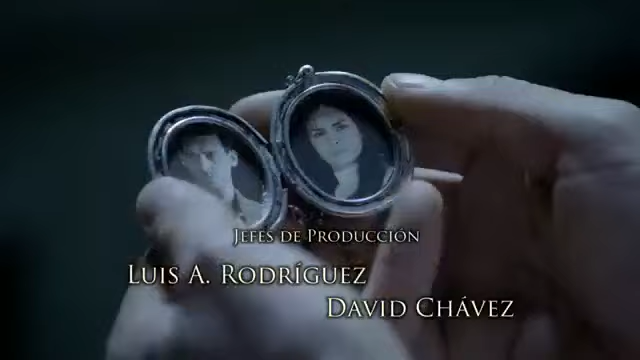 Jefes de Producción
Luis A. Rodríguez
David Chávez